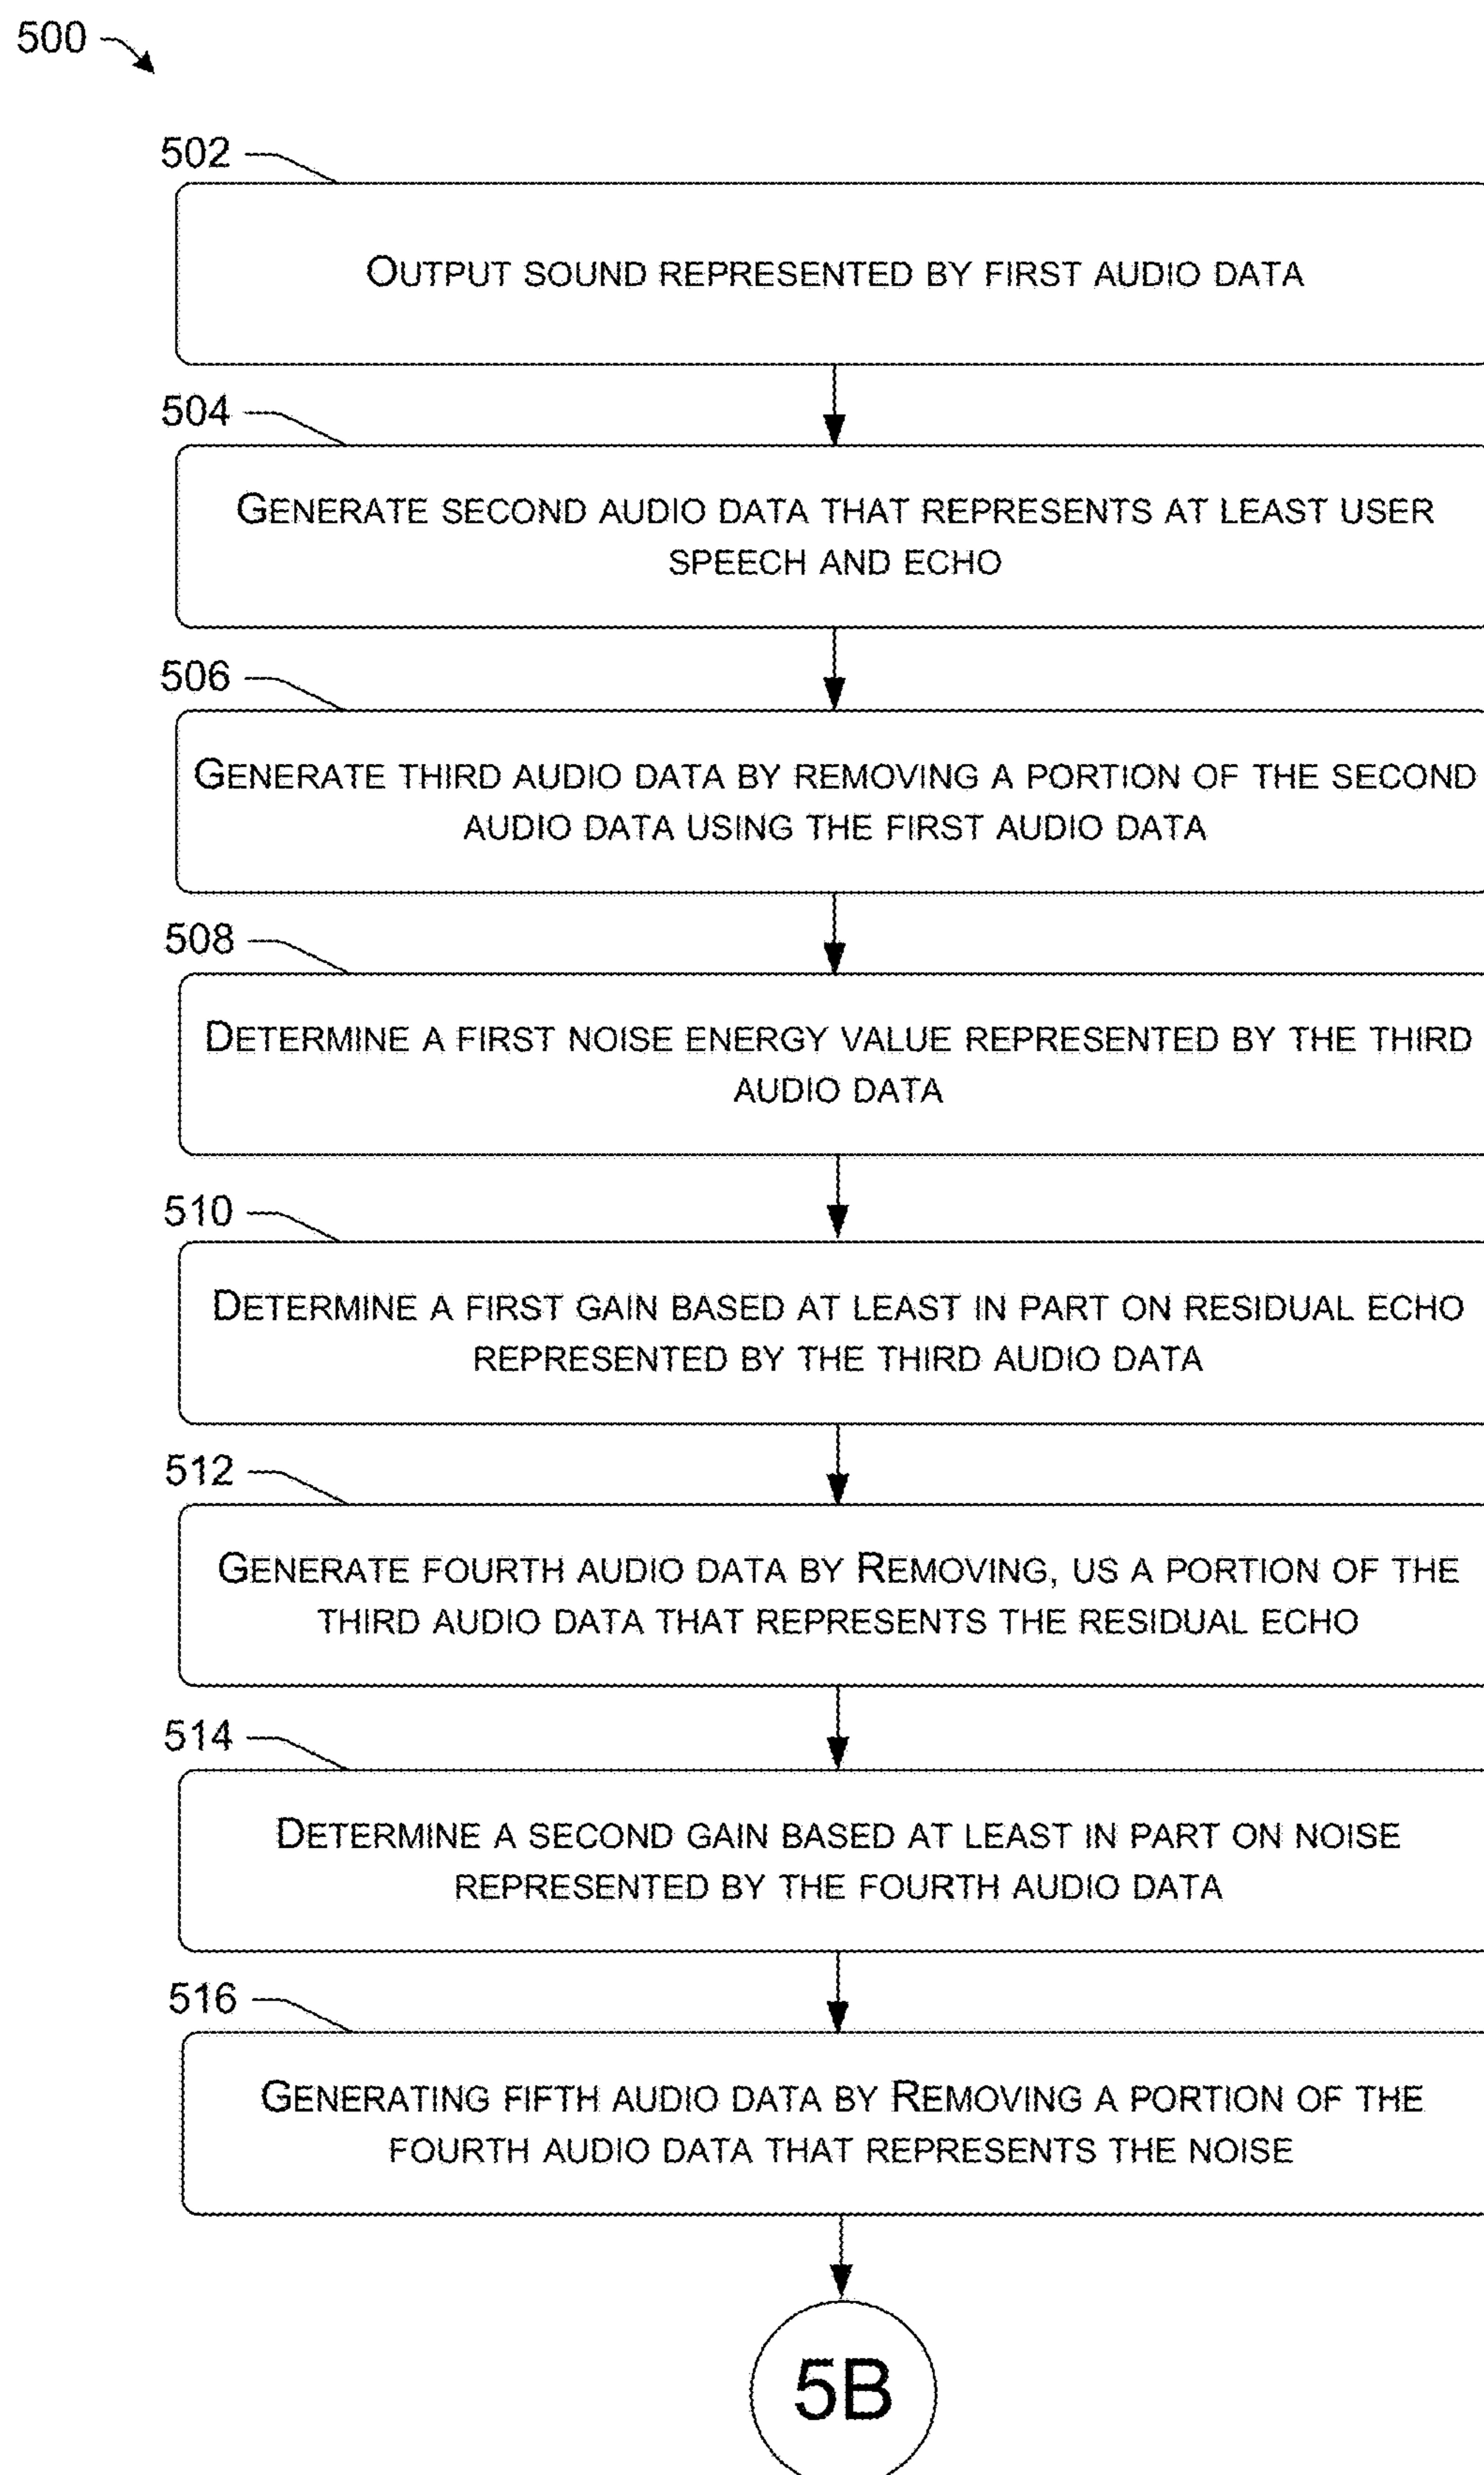 500
502
OUTPUT SOUND REPRESENTED BY FIRST AUDIO DATA
504
GENERATE SECOND AUDIO DATA THAT REPRESENTS AT LEAST USER
SPEECH AND ECHO
506
GENERATE THIRD AUDIO DATA BY REMOVING A PORTION OF THE SECOND
AUDIO DATA USING THE FIRST AUDIO DATA
508
DETERMINE A FIRST NOISE ENERGY VALUE REPRESENTED BY THE THIRD
AUDIO DATA
510
DETERMINE A FIRST GAIN BASED AT LEAST IN PART ON RESIDUAL ECHO
REPRESENTED BY THE THIRD AUDIO DATA
512
GENERATE FOURTH AUDIO DATA BY REMOVING, US A PORTION OF THE
THIRD AUDIO DATA THAT REPRESENTS THE RESIDUAL ECHO
514
DETERMINE A SECOND GAIN BASED AT LEAST IN PART ON NOISE
REPRESENTED BY THE FOURTH AUDIO DATA
516
GENERATING FIFTH AUDIO DATA BY REMOVING A PORTION OF THE
FOURTH AUDIO DATA THAT REPRESENTS THE NOISE
5B